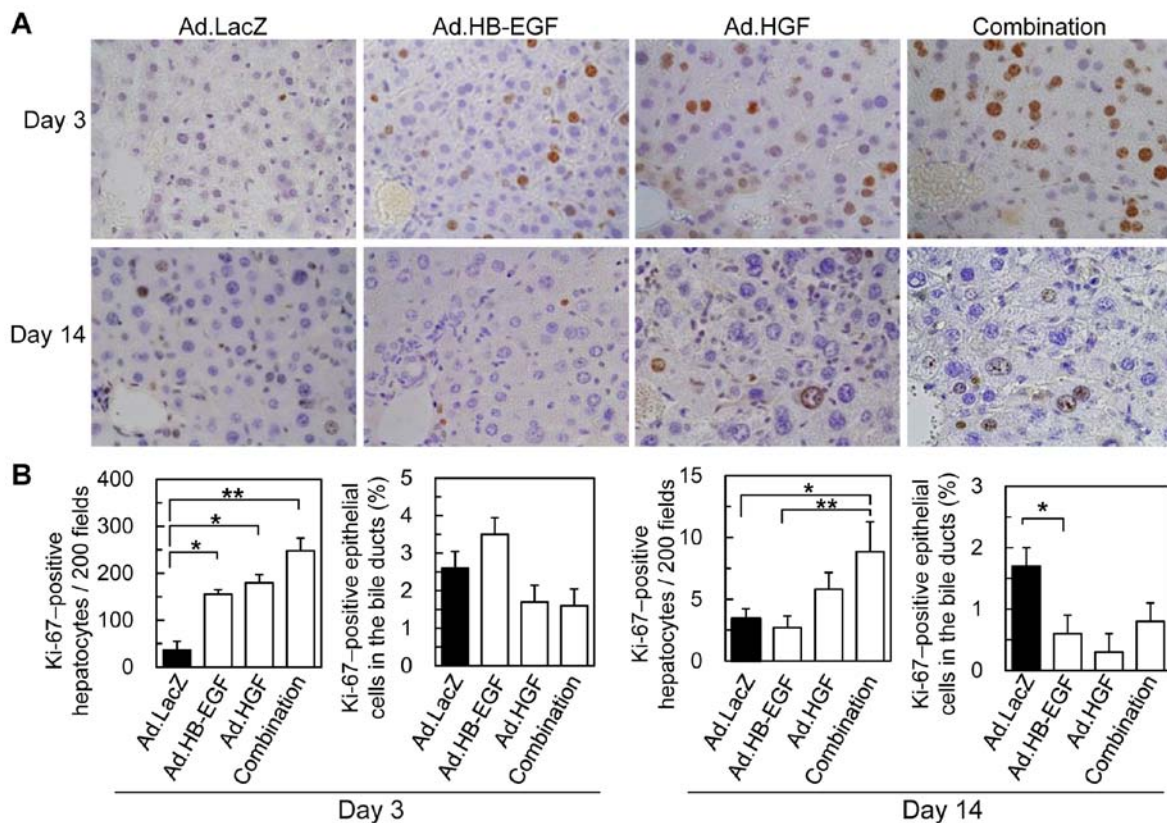 A
Ad.LacZ
Ad.HB-EGF
Ad.HGF
Combination
Day 3
Day 14
B
Ki-67–positive
hepatocytes / 200 fields
400
300
250
150
100
50
0
**
*
*
Ad.LacZ
Ad.HB-EGF
Ad.HGF
Combination
Ki-67–positive epithelial
cells in the bile ducts (%)
5
4
3
2
1
0
Ad.LacZ
Ad.HB-EGF
Ad.HGF
Combination
Day 3
Ki-67–positive
hepatocytes / 200 fields
15
10
5
0
*
**
Ad.LacZ
Ad.HB-EGF
Ad.HGF
Combination
Ki-67–positive epithelial
cells in the bile ducts (%)
3
2
1
0
*
Ad.LacZ
Ad.HB-EGF
Ad.HGF
Combination
Day 14